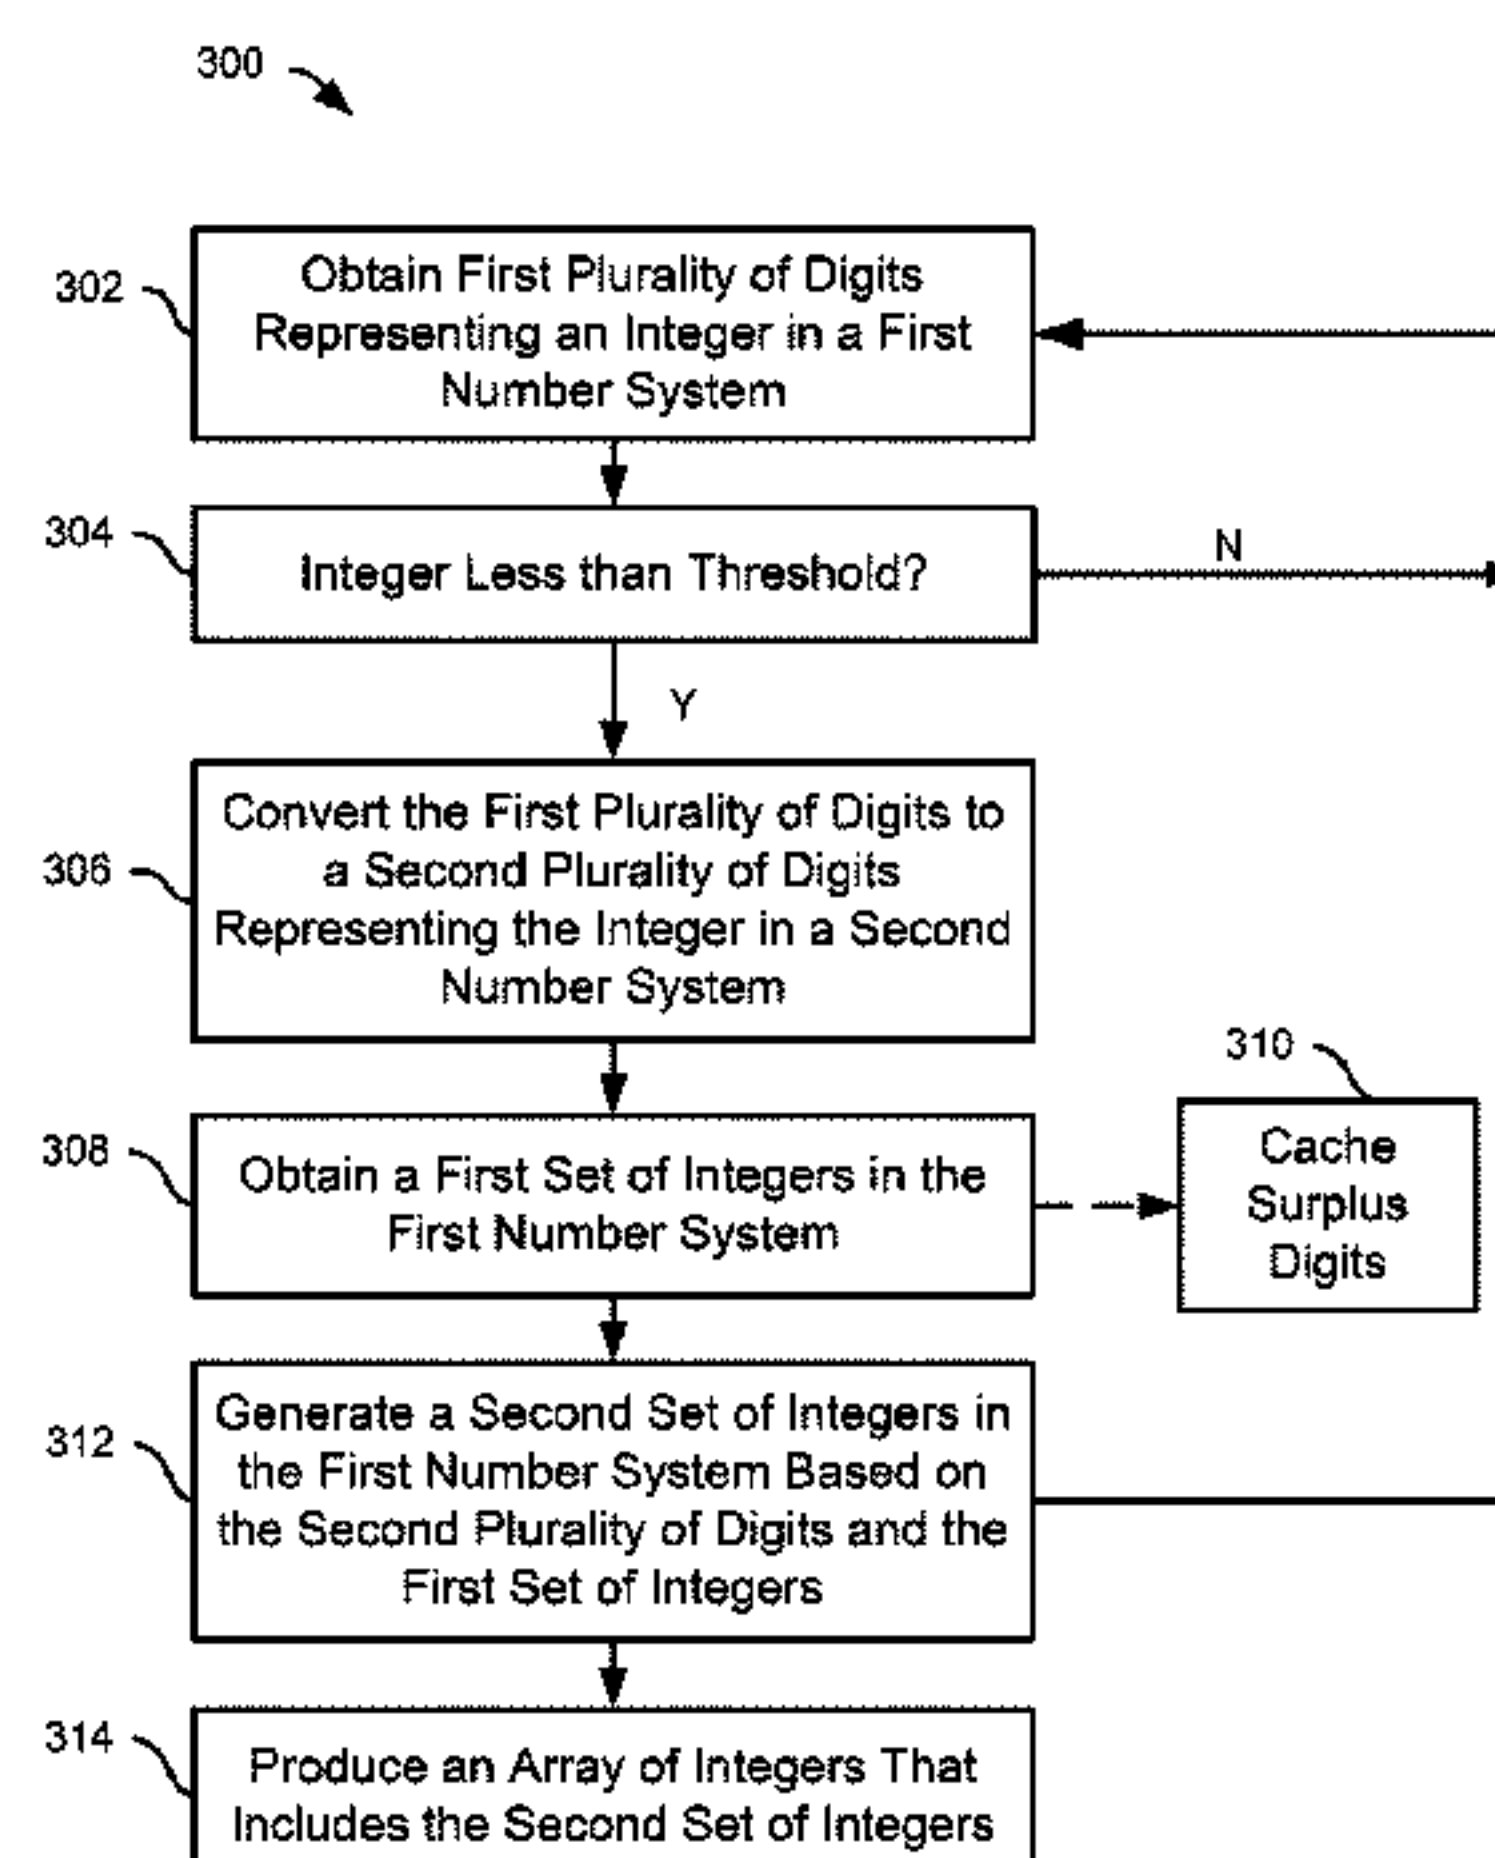 300
302
Obtain First Plurality of Digits
Representing an Integer in a First
Number System
304
Integer Less than Threshold?
N
Y
306
Convert the First Plurality of Digits to
a Second Plurality of Digits
Representing the Integer in a Second
Number System
308
Obtain a First Set of Integers in the
First Number System
310
Cache
Surplus
Digits
312
Generate a Second Set of Integers in
the First Number System Based on
the Second Plurality of Digits and the
First Set of Integers
314
Produce an Array of Integers That
Includes the Second Set of Integers